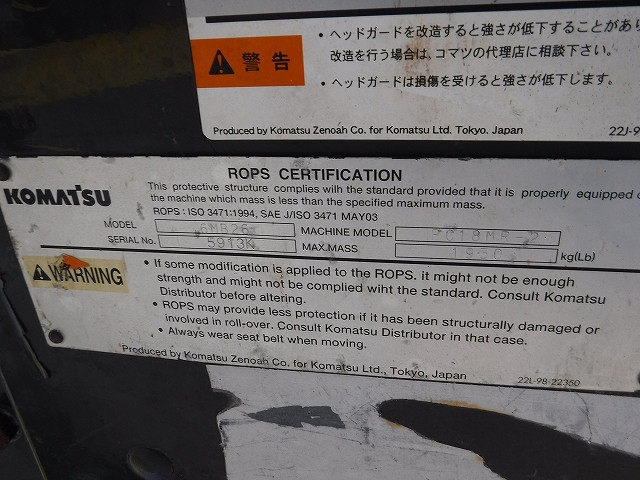 ・ヘッドガードを改造すると強さが低下することがあり
改造を行う場合は、コマツの代理店に相談下さい。
警告
・ヘッドガードは損傷を受けると強さが低下します。
Produced by Komatsu Zenoah Co. for Komatsu Ltd. Tokyo. Japan
22J-9
ROPS CERTIFICATION
KOMATSU
This protective structure complies wilh the standard provided that it is properly equipped o
the machine which mass is less than the specified maximum mass.
ROPS : ISO 3471:1994, SAE J/ISO 3471 MAY03
MODEL 6MB26 MACHINE MODEL PC18MR-2
SERIAL No. 5913K MAX.MASS kg(Lb)
WARNING
• If some modification is applied to the ROPS. it might not be enough
strength and might not be complied wiht the standard. Consult Komatsu
Distributor before altering.
• ROPS may provide less protection if it has been structurally damaged or
involved in roll-over. Consult Komatsu Distributor in that case.
• Always wear seat belt when moving.
Produced by Komatsu Zenoah Co. for Komatsu Ltd., Tokyo, Japan
22L-98-22350